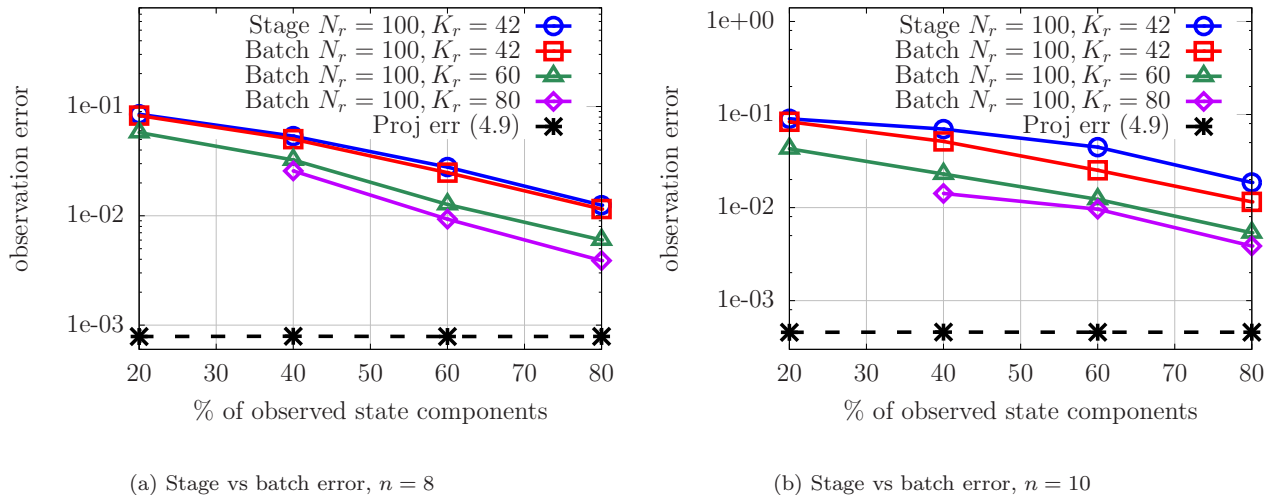 Stage N_r = 100, K_r = 42
Batch N_r = 100, K_r = 42
Batch N_r = 100, K_r = 60
Batch N_r = 100, K_r = 80
Proj err (4.9)
observation error
1e-01
1e-02
1e-03
20 30 40 50 60 70 80
% of observed state components
(a) Stage vs batch error, n = 8
Stage N_r = 100, K_r = 42
Batch N_r = 100, K_r = 42
Batch N_r = 100, K_r = 60
Batch N_r = 100, K_r = 80
Proj err (4.9)
observation error
1e+00
1e-01
1e-02
1e-03
20 30 40 50 60 70 80
% of observed state components
(b) Stage vs batch error, n = 10